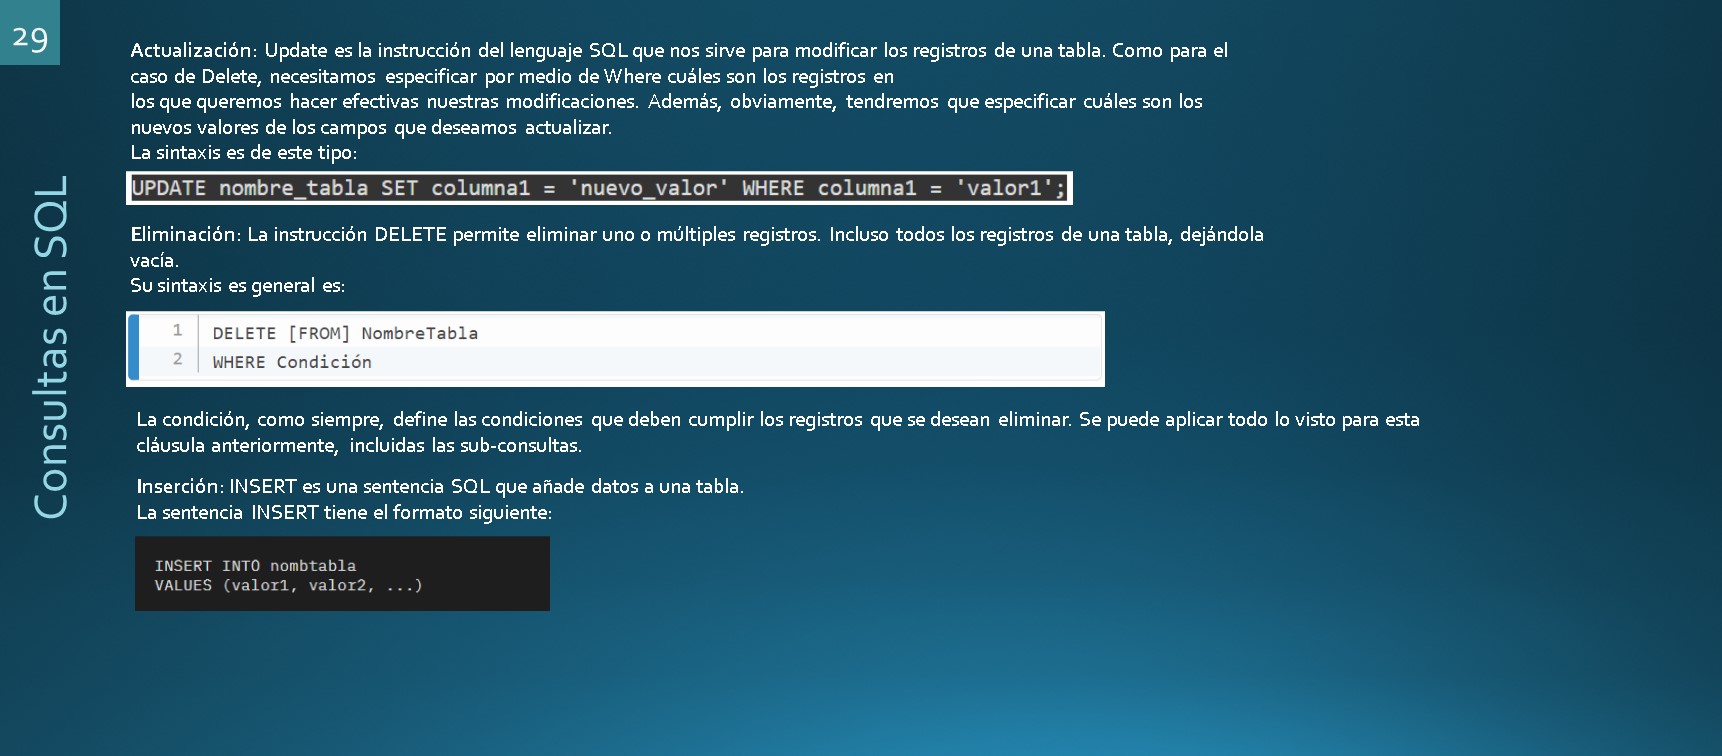 29
Consultas en SQL
Actualización: Update es la instrucción del lenguaje SQL que nos sirve para modificar los registros de una tabla. Como para el
caso de Delete, necesitamos especificar por medio de Where cuáles son los registros en
los que queremos hacer efectivas nuestras modificaciones. Además, obviamente, tendremos que especificar cuáles son los
nuevos valores de los campos que deseamos actualizar.
La sintaxis es de este tipo:
UPDATE nombre_tabla SET columna1 = 'nuevo_valor' WHERE columna1 = 'valor1';
Eliminación: La instrucción DELETE permite eliminar uno o múltiples registros. Incluso todos los registros de una tabla, dejándola
vacía.
Su sintaxis es general es:
1 DELETE [FROM] NombreTabla
2 WHERE Condición
La condición, como siempre, define las condiciones que deben cumplir los registros que se desean eliminar. Se puede aplicar todo lo visto para esta
cláusula anteriormente, incluidas las sub-consultas.
Inserción: INSERT es una sentencia SQL que añade datos a una tabla.
La sentencia INSERT tiene el formato siguiente:
INSERT INTO nombtabla
VALUES (valor1, valor2, ...)